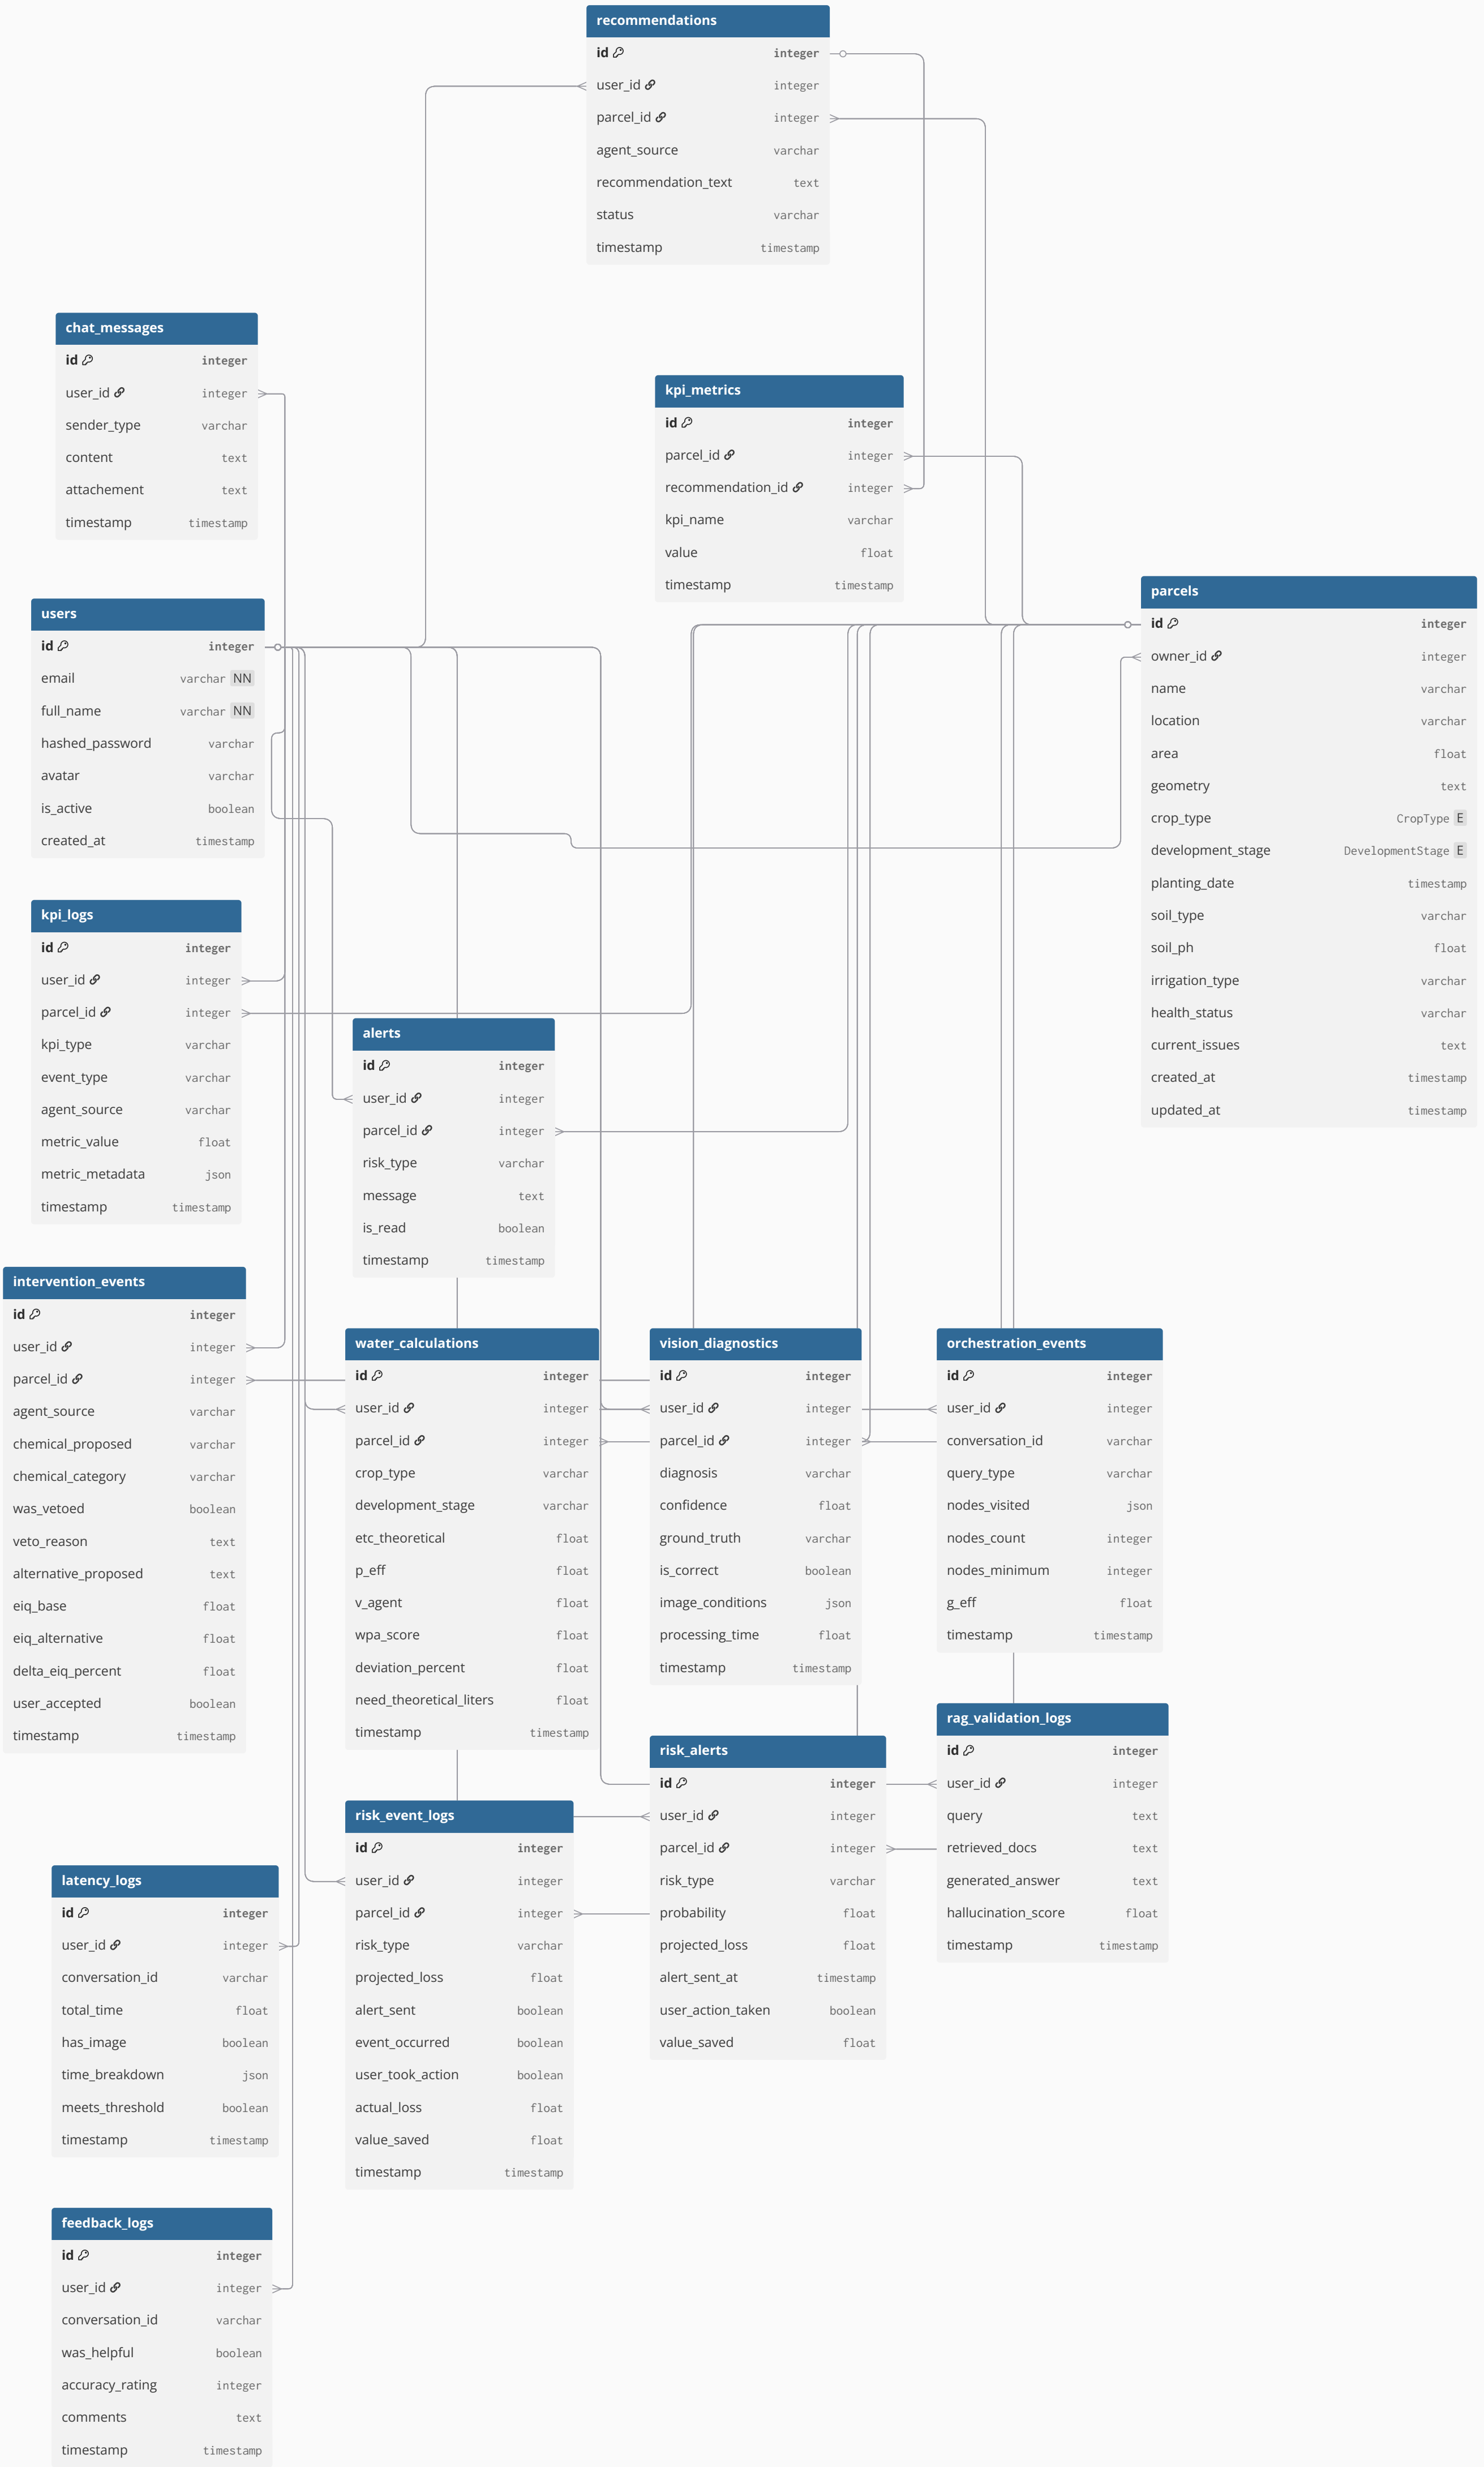 recommendations
id integer
user_id integer
parcel_id integer
agent_source varchar
recommendation_text text
status varchar
timestamp timestamp
chat_messages
id integer
user_id integer
sender_type varchar
content text
attachement text
timestamp timestamp
kpi_metrics
id integer
parcel_id integer
recommendation_id integer
kpi_name varchar
value float
timestamp timestamp
parcels
id integer
owner_id integer
name varchar
location varchar
area float
geometry text
crop_type CropType E
development_stage DevelopmentStage E
planting_date timestamp
soil_type varchar
soil_ph float
irrigation_type varchar
health_status varchar
current_issues text
created_at timestamp
updated_at timestamp
users
id integer
email varchar NN
full_name varchar NN
hashed_password varchar
avatar varchar
is_active boolean
created_at timestamp
kpi_logs
id integer
user_id integer
parcel_id integer
kpi_type varchar
event_type varchar
agent_source varchar
metric_value float
metric_metadata json
timestamp timestamp
alerts
id integer
user_id integer
parcel_id integer
risk_type varchar
message text
is_read boolean
timestamp timestamp
intervention_events
id integer
user_id integer
parcel_id integer
agent_source varchar
chemical_proposed varchar
chemical_category varchar
was_vetoed boolean
veto_reason text
alternative_proposed text
eiq_base float
eiq_alternative float
delta_eiq_percent float
user_accepted boolean
timestamp timestamp
water_calculations
id integer
user_id integer
parcel_id integer
crop_type varchar
development_stage varchar
etc_theoretical float
p_eff float
v_agent float
wpa_score float
deviation_percent float
need_theoretical_liters float
timestamp timestamp
vision_diagnostics
id integer
user_id integer
parcel_id integer
diagnosis varchar
confidence float
ground_truth varchar
is_correct boolean
image_conditions json
processing_time float
timestamp timestamp
orchestration_events
id integer
user_id integer
conversation_id varchar
query_type varchar
nodes_visited json
nodes_count integer
nodes_minimum integer
g_eff float
timestamp timestamp
rag_validation_logs
id integer
user_id integer
query text
retrieved_docs text
generated_answer text
hallucination_score float
timestamp timestamp
risk_alerts
id integer
user_id integer
parcel_id integer
risk_type varchar
probability float
projected_loss float
alert_sent_at timestamp
user_action_taken boolean
value_saved float
risk_event_logs
id integer
user_id integer
parcel_id integer
risk_type varchar
projected_loss float
alert_sent boolean
event_occurred boolean
user_took_action boolean
actual_loss float
value_saved float
timestamp timestamp
latency_logs
id integer
user_id integer
conversation_id varchar
total_time float
has_image boolean
time_breakdown json
meets_threshold boolean
timestamp timestamp
feedback_logs
id integer
user_id integer
conversation_id varchar
was_helpful boolean
accuracy_rating integer
comments text
timestamp timestamp